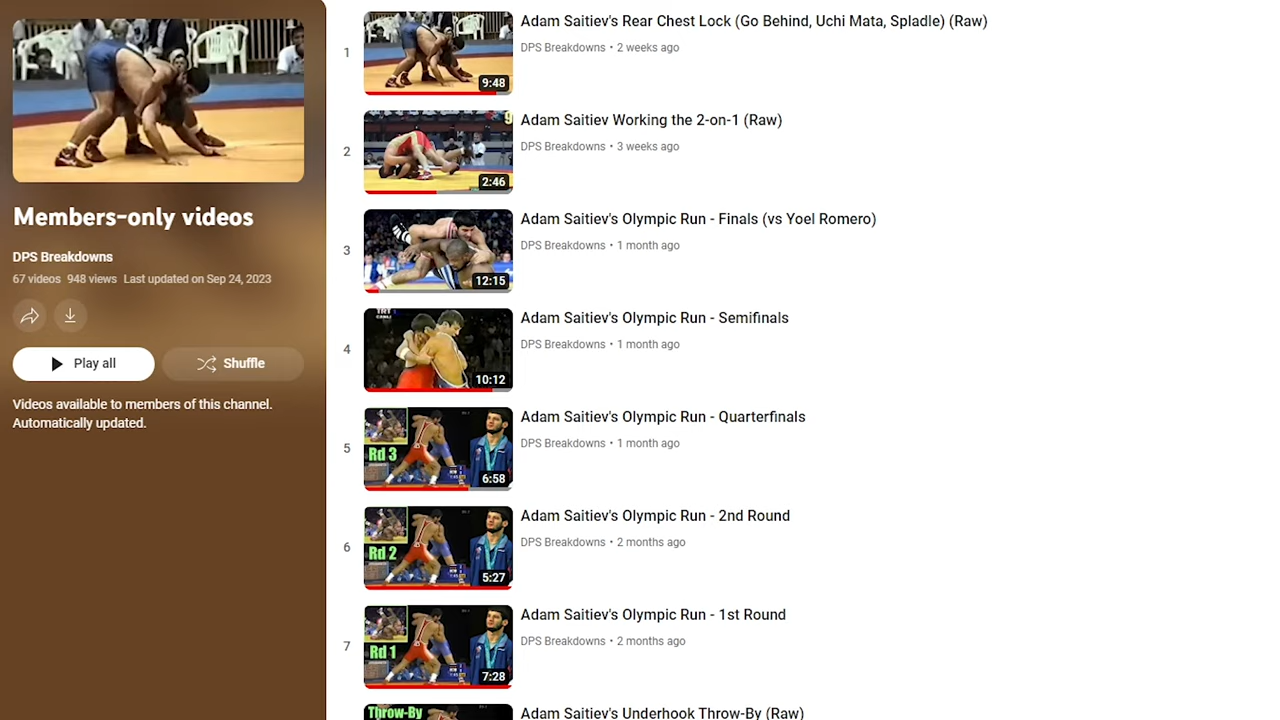 Members-only videos
DPS Breakdowns
67 videos 948 views Last updated on Sep 24, 2023
Play all
Shuffle
Videos available to members of this channel.
Automatically updated.
1
9:48
Adam Saitiev's Rear Chest Lock (Go Behind, Uchi Mata, Spladle) (Raw)
DPS Breakdowns • 2 weeks ago
2
9
2:46
Adam Saitiev Working the 2-on-1 (Raw)
DPS Breakdowns • 3 weeks ago
3
12:15
Adam Saitiev's Olympic Run - Finals (vs Yoel Romero)
DPS Breakdowns • 1 month ago
4
10:12
Adam Saitiev's Olympic Run - Semifinals
DPS Breakdowns • 1 month ago
5
Rd 3
6:58
Adam Saitiev's Olympic Run - Quarterfinals
DPS Breakdowns • 1 month ago
6
Rd 2
5:27
Adam Saitiev's Olympic Run - 2nd Round
DPS Breakdowns • 2 months ago
7
Rd 1
7:28
Adam Saitiev's Olympic Run - 1st Round
DPS Breakdowns • 2 months ago
Throw-By
Adam Saitiev's Underhook Throw-By (Raw)